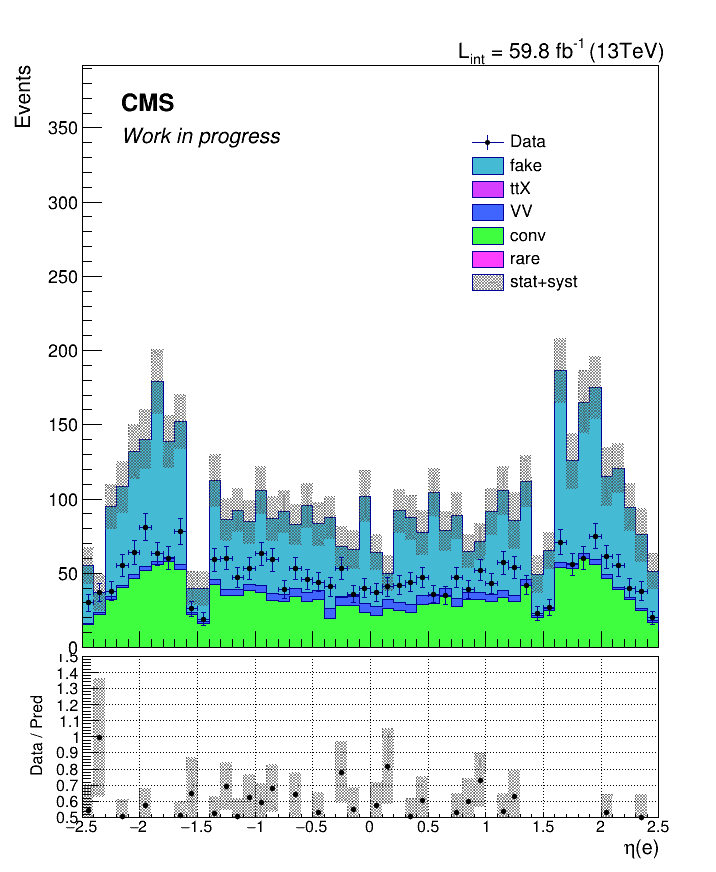 L_int = 59.8 fb^-1 (13TeV)
Events
CMS
Work in progress
Data
fake
ttX
VV
conv
rare
stat+syst
350
300
250
200
150
100
50
0
Data / Pred
1.5
1.4
1.3
1.2
1.1
1
0.9
0.8
0.7
0.6
0.5
−2.5 −2 −1.5 −1 −0.5 0 0.5 1 1.5 2 2.5
η(e)